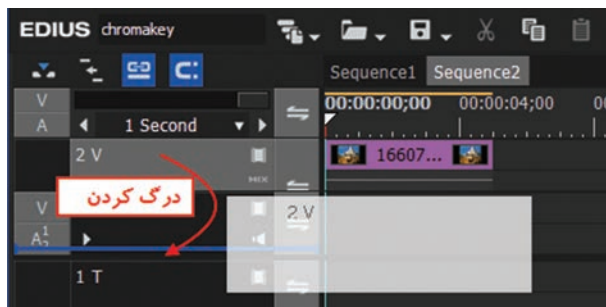 EDIUS chromakey
Sequence1 Sequence2
V
A
1 Second
00:00:00;00 00:00:04;00
2 V
MIX
16607...
درگ کردن
V
2 V
A1
2
1 T